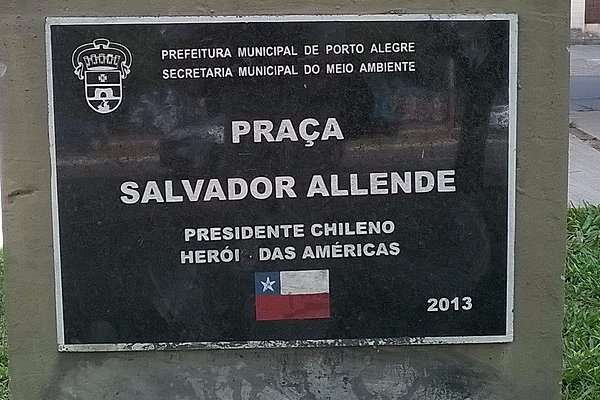 PREFEITURA MUNICIPAL DE PORTO ALEGRE
SECRETARIA MUNICIPAL DO MEIO AMBIENTE
PRAÇA
SALVADOR ALLENDE
PRESIDENTE CHILENO
HERÓI DAS AMÉRICAS
2013